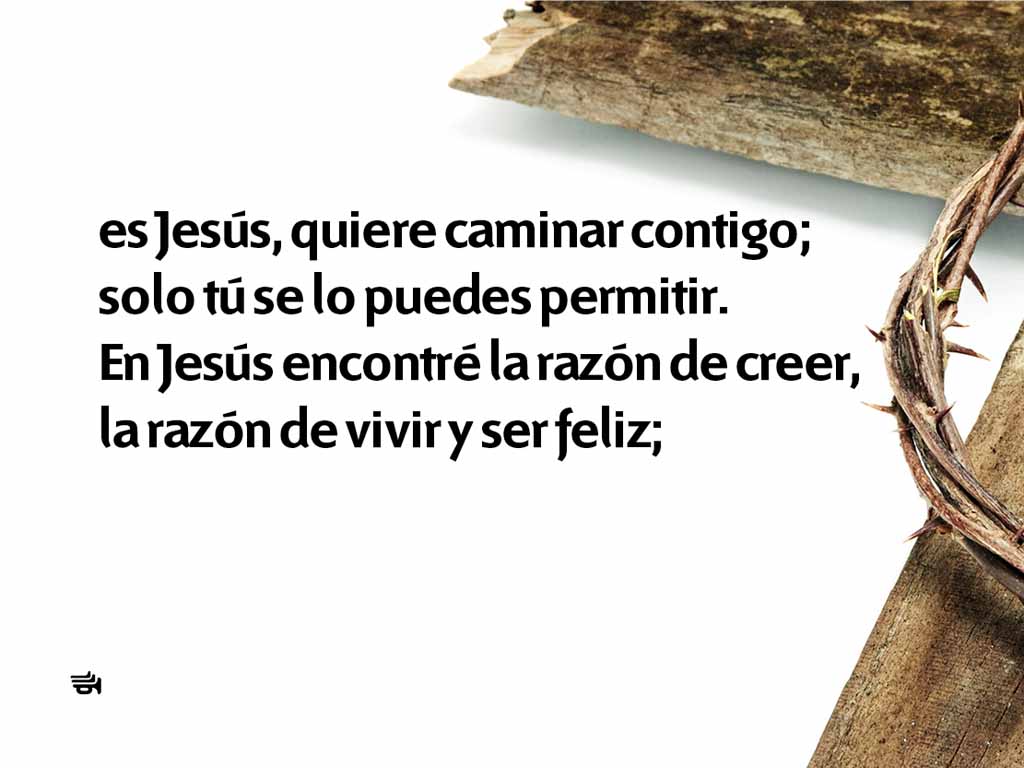 es Jesús, quiere caminar contigo;
solo tú se lo puedes permitir.
En Jesús encontré la razón de creer,
la razón de vivir y ser feliz;